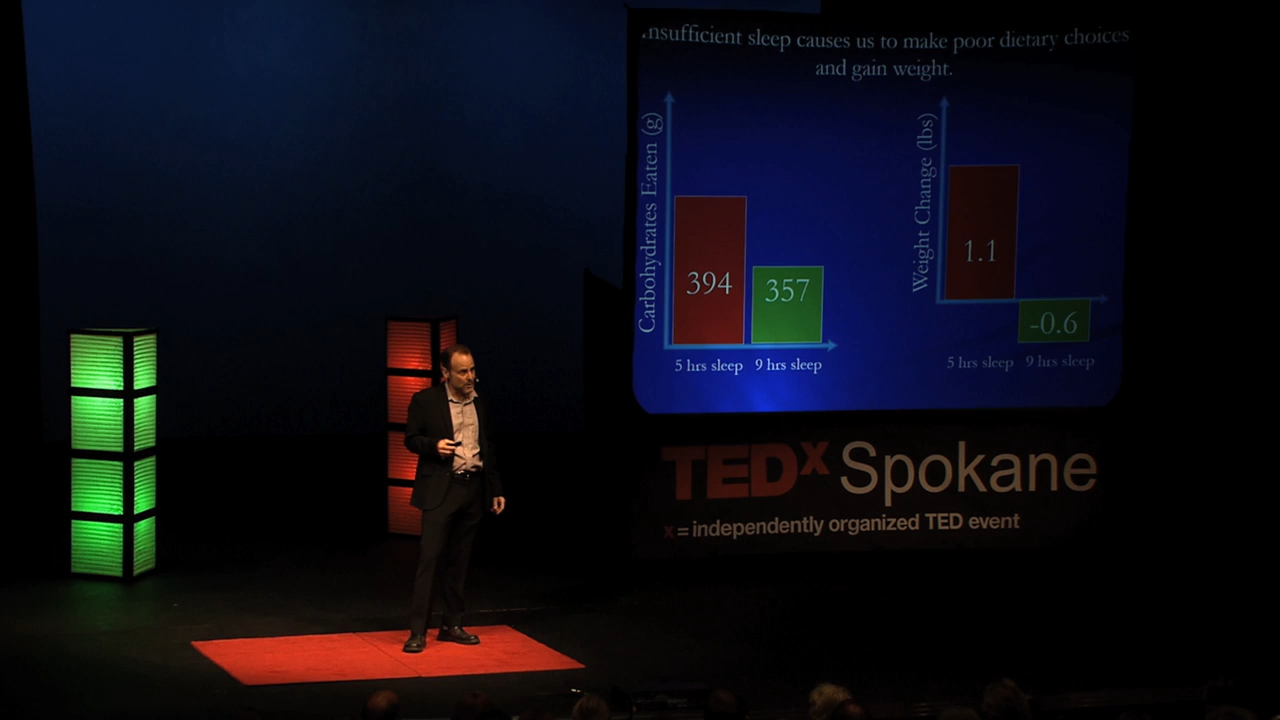 Insufficient sleep causes us to make poor dietary choices
and gain weight.
Carbohydrates Eaten (g)
394
357
5 hrs sleep 9 hrs sleep
Weight Change (lbs)
1.1
-0.6
5 hrs sleep 9 hrs sleep
TEDx Spokane
x = independently organized TED event